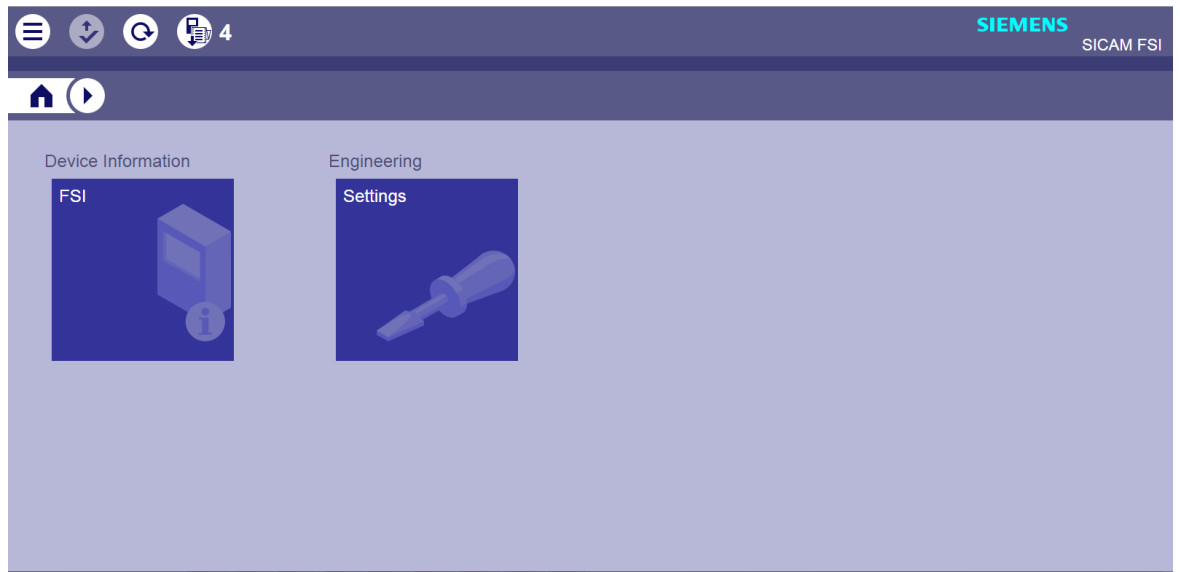 4
SIEMENS
SICAM FSI
Device Information
Engineering
FSI
Settings